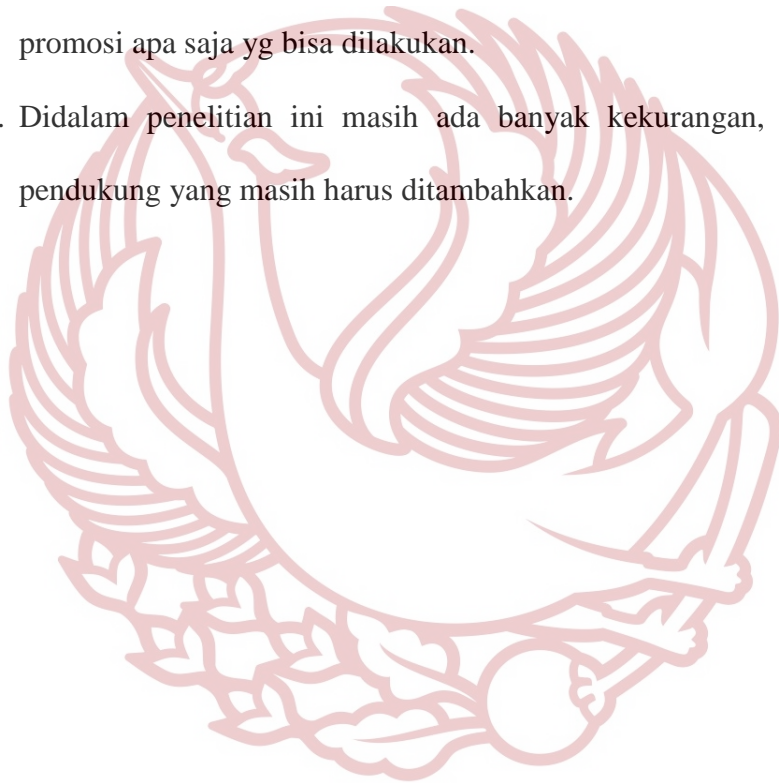 promosi apa saja yg bisa dilakukan.
. Didalam penelitian ini masih ada banyak kekurangan,
pendukung yang masih harus ditambahkan.